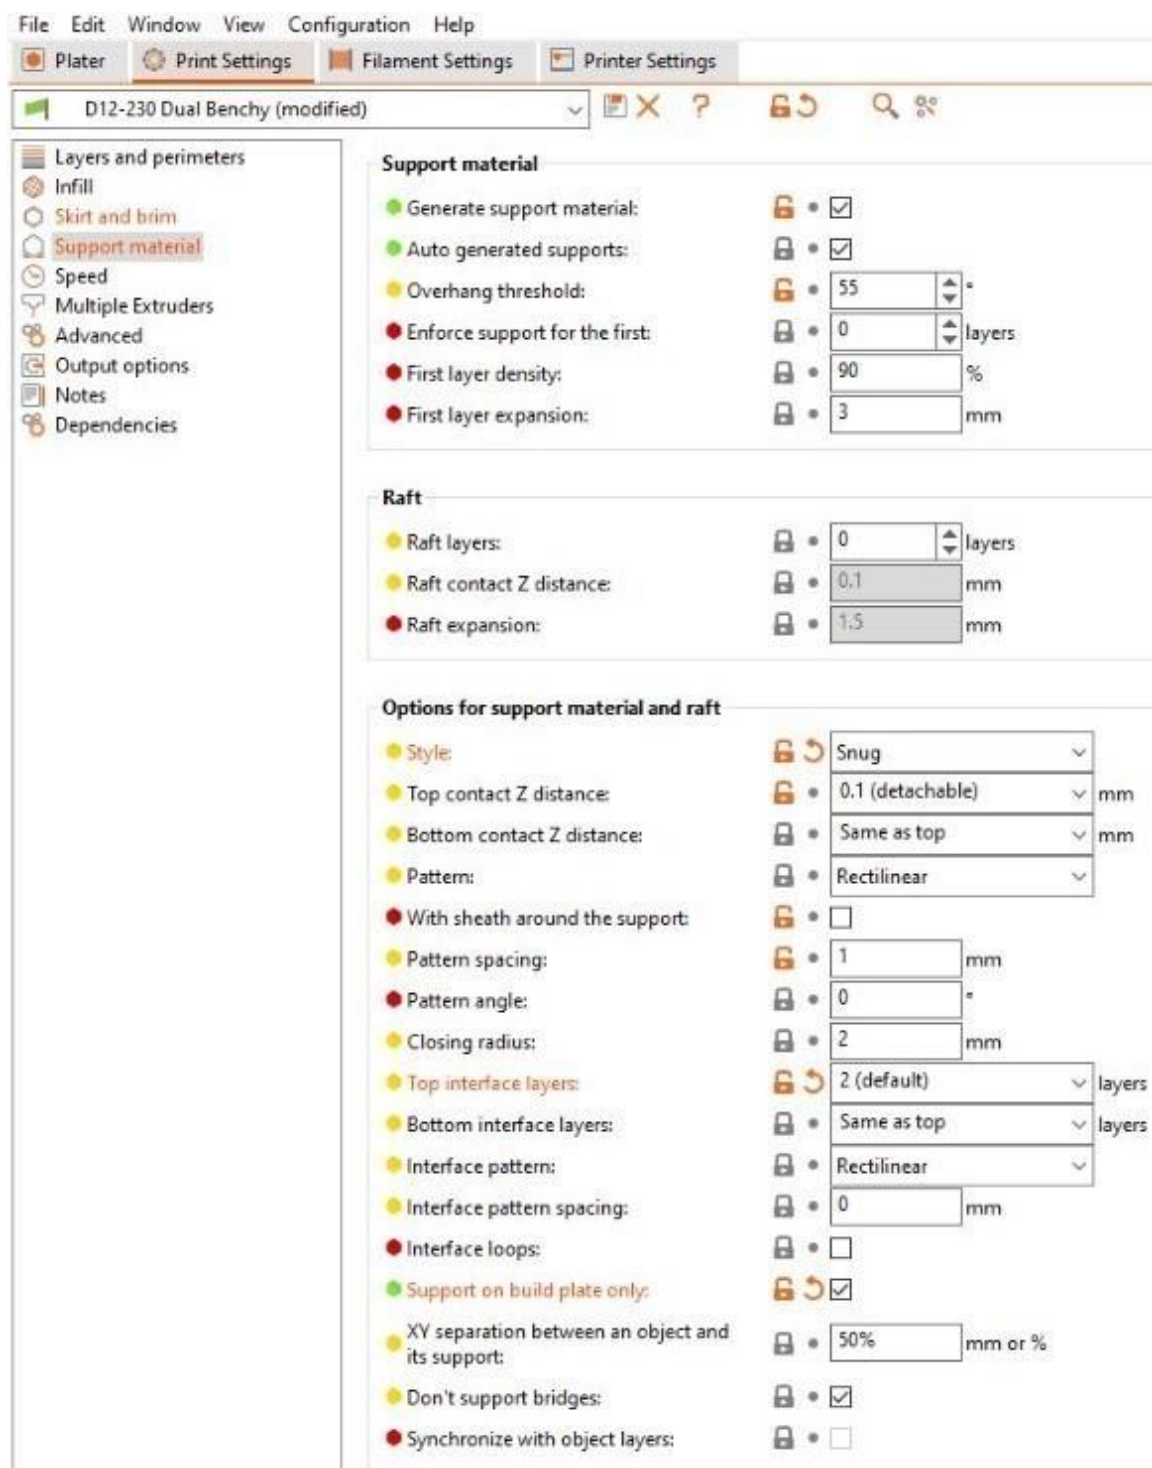 File Edit Window View Configuration Help
Plater Print Settings Filament Settings Printer Settings
D12-230 Dual Benchy (modified)
Layers and perimeters
Infill
Skirt and brim
Support material
Speed
Multiple Extruders
Advanced
Output options
Notes
Dependencies
Support material
Generate support material:
Auto generated supports:
Overhang threshold: 55 °
Enforce support for the first: 0 layers
First layer density: 90 %
First layer expansion: 3 mm
Raft
Raft layers: 0 layers
Raft contact Z distance: 0.1 mm
Raft expansion: 1.5 mm
Options for support material and raft
Style: Snug
Top contact Z distance: 0.1 (detachable) mm
Bottom contact Z distance: Same as top mm
Pattern: Rectilinear
With sheath around the support:
Pattern spacing: 1 mm
Pattern angle: 0 °
Closing radius: 2 mm
Top interface layers: 2 (default) layers
Bottom interface layers: Same as top layers
Interface pattern: Rectilinear
Interface pattern spacing: 0 mm
Interface loops:
Support on build plate only:
XY separation between an object and
its support: 50% mm or %
Don't support bridges:
Synchronize with object layers: